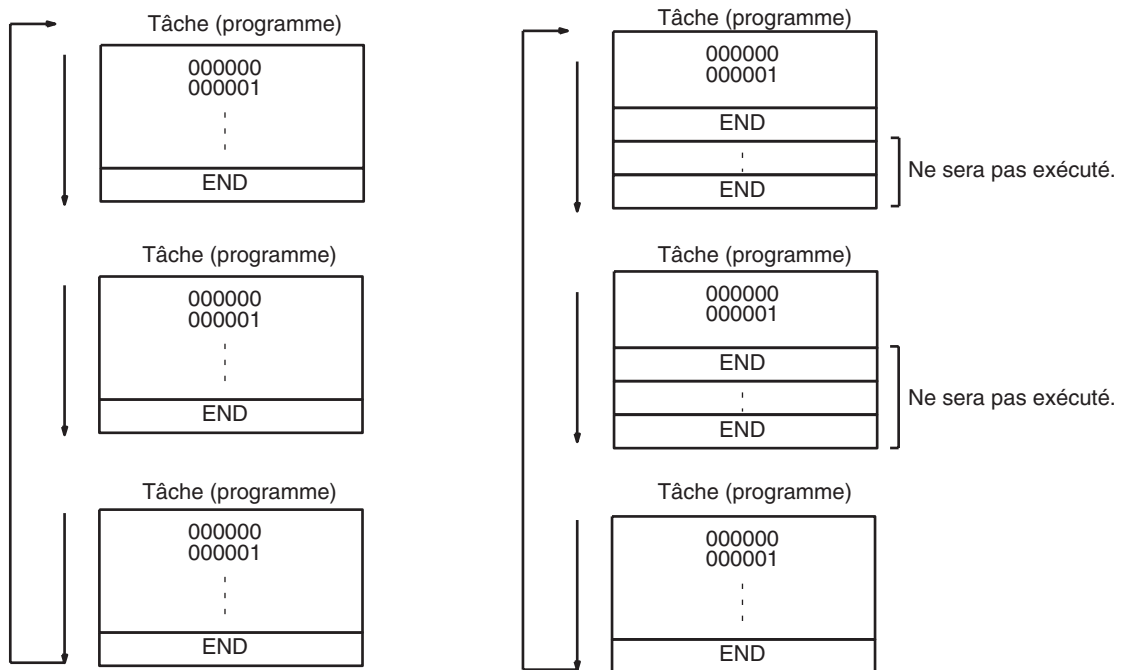 Tâche (programme)
000000
000001
END
Tâche (programme)
000000
000001
END
Tâche (programme)
000000
000001
END
Tâche (programme)
000000
000001
END
END
Ne sera pas exécuté.
Tâche (programme)
000000
000001
END
END
Ne sera pas exécuté.
Tâche (programme)
000000
000001
END